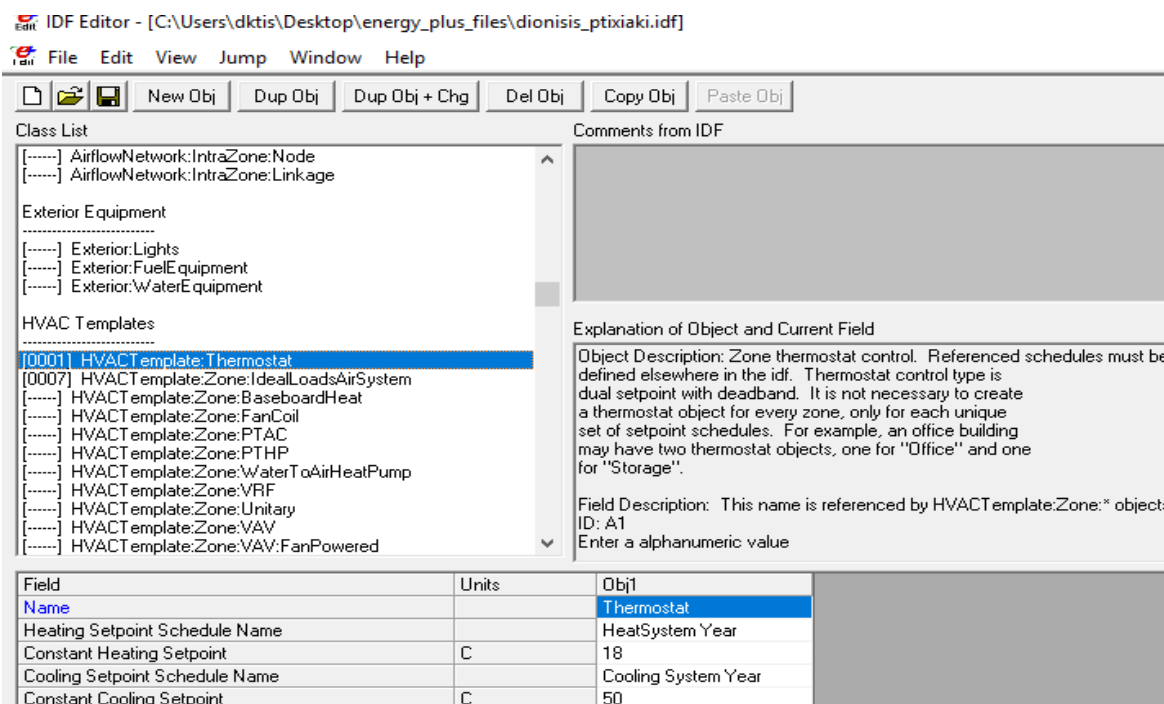 IDF Editor - [C:\Users\dktis\Desktop\energy_plus_files\dionisis_ptixiaki.idf]
File Edit View Jump Window Help
New Obj Dup Obj Dup Obj + Chg Del Obj Copy Obj Paste Obj
Class List
[------] AirflowNetwork:IntraZone:Node
[------] AirflowNetwork:IntraZone:Linkage
Exterior Equipment
---------------------------
[------] Exterior:Lights
[------] Exterior:FuelEquipment
[------] Exterior:WaterEquipment
HVAC Templates
---------------------------
[0001] HVACTemplate:Thermostat
[0007] HVACTemplate:Zone:IdealLoadsAirSystem
[------] HVACTemplate:Zone:BaseboardHeat
[------] HVACTemplate:Zone:FanCoil
[------] HVACTemplate:Zone:PTAC
[------] HVACTemplate:Zone:PTHP
[------] HVACTemplate:Zone:WaterToAirHeatPump
[------] HVACTemplate:Zone:VRF
[------] HVACTemplate:Zone:Unitary
[------] HVACTemplate:Zone:VAV
[------] HVACTemplate:Zone:VAV:FanPowered
Comments from IDF
Explanation of Object and Current Field
Object Description: Zone thermostat control. Referenced schedules must be
defined elsewhere in the idf. Thermostat control type is
dual setpoint with deadband. It is not necessary to create
a thermostat object for every zone, only for each unique
set of setpoint schedules. For example, an office building
may have two thermostat objects, one for "Office" and one
for "Storage".
Field Description: This name is referenced by HVACTemplate:Zone:* objects
ID: A1
Enter a alphanumeric value
Field Units Obj1
Name Thermostat
Heating Setpoint Schedule Name HeatSystem Year
Constant Heating Setpoint C 18
Cooling Setpoint Schedule Name Cooling System Year
Constant Cooling Setpoint C 50